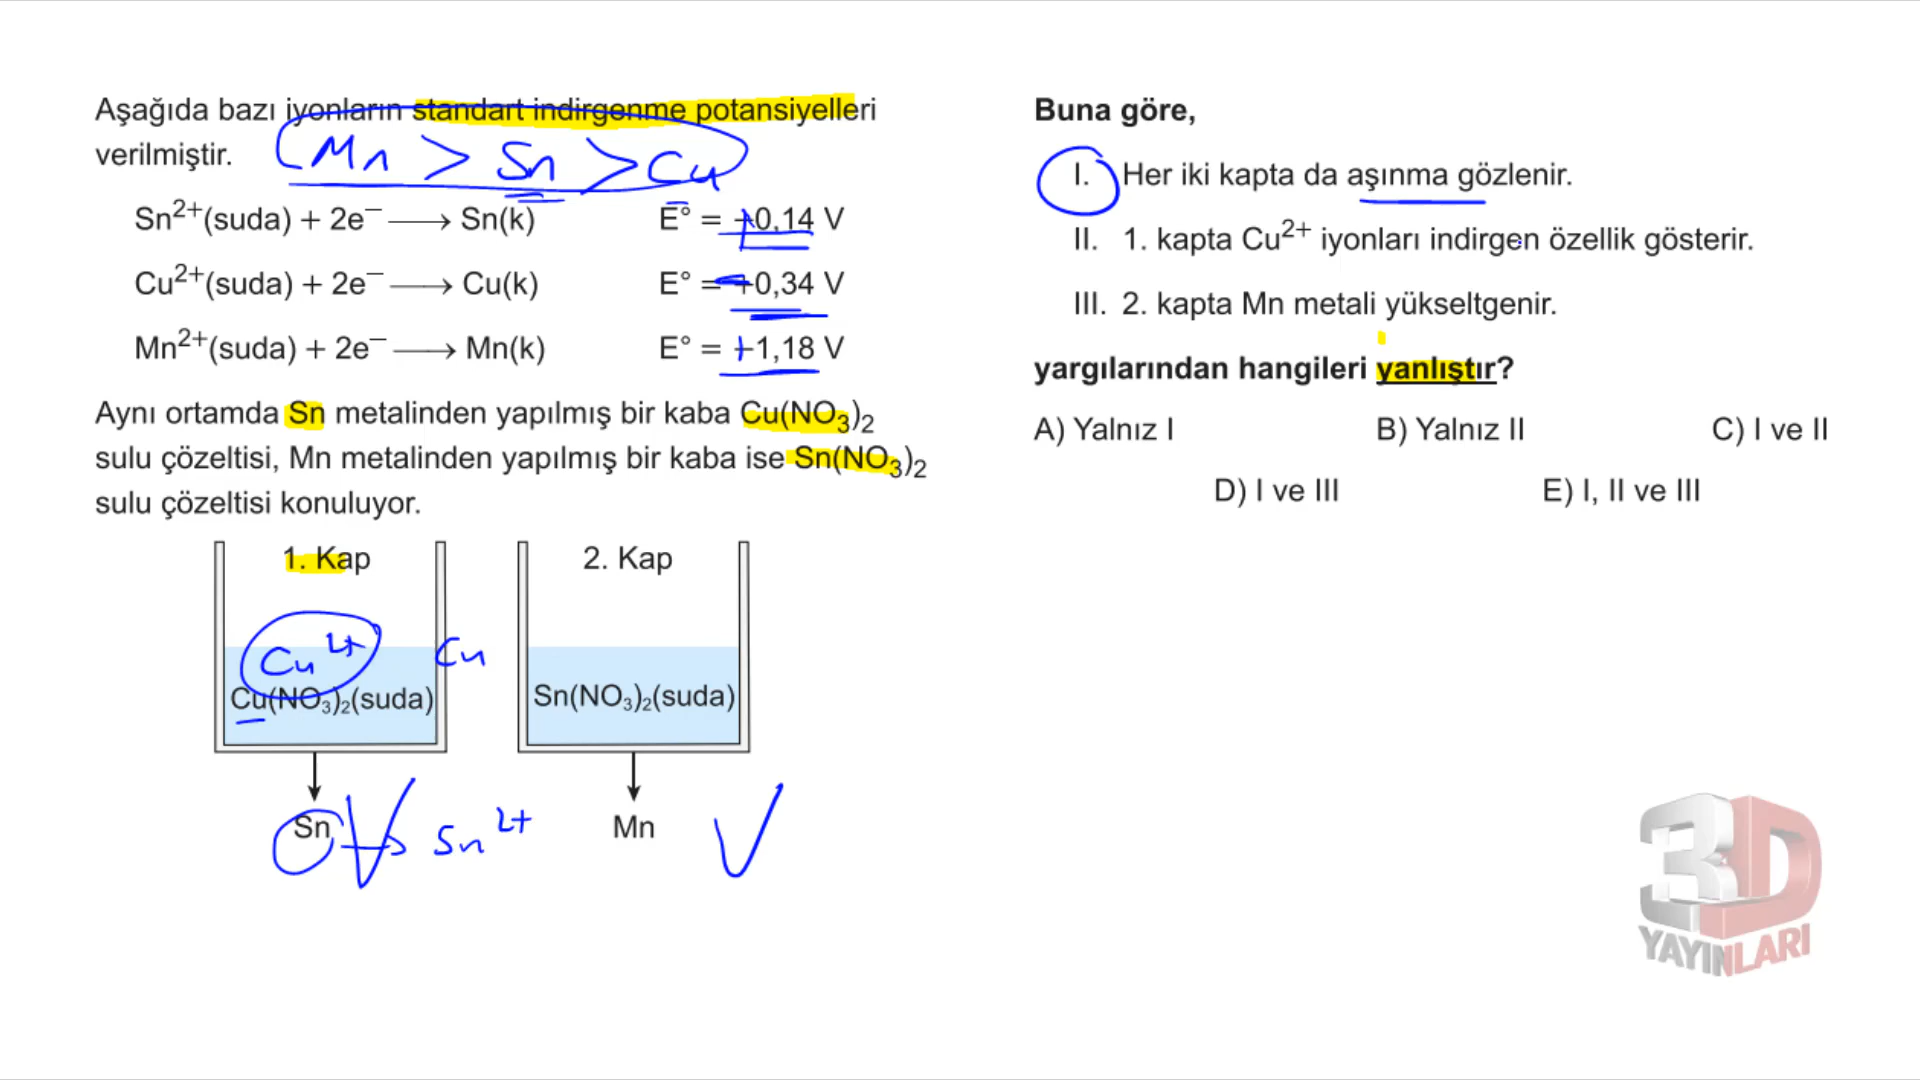 Aşağıda bazı iyonların standart indirgenme potansiyelleri
verilmiştir.
Mn > Sn > Cu
Sn2+(suda) + 2e– ⟶ Sn(k) E° = –0,14 V
Cu2+(suda) + 2e– ⟶ Cu(k) E° = +0,34 V
Mn2+(suda) + 2e– ⟶ Mn(k) E° = –1,18 V
Aynı ortamda Sn metalinden yapılmış bir kaba Cu(NO3)2
sulu çözeltisi, Mn metalinden yapılmış bir kaba ise Sn(NO3)2
sulu çözeltisi konuluyor.
1. Kap
Cu2+
Cu
Cu(NO3)2(suda)
Sn
Sn2+
2. Kap
Sn(NO3)2(suda)
Mn
Buna göre,
I. Her iki kapta da aşınma gözlenir.
II. 1. kapta Cu2+ iyonları indirgen özellik gösterir.
III. 2. kapta Mn metali yükseltgenir.
yargılarından hangileri yanlıştır?
A) Yalnız I B) Yalnız II C) I ve II
D) I ve III E) I, II ve III
3D
YAYINLARI